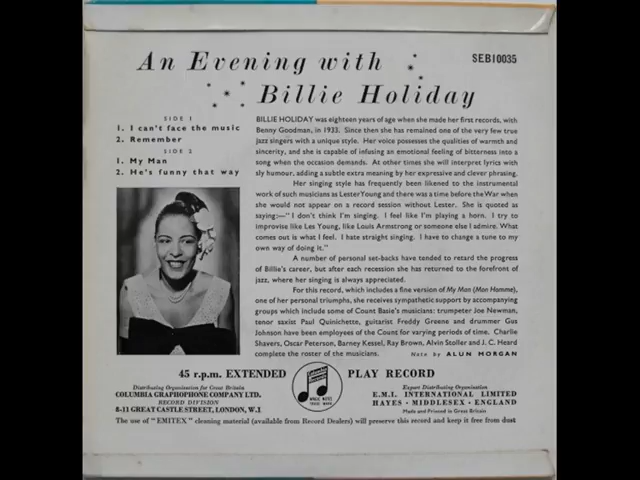 An Evening with
SEB10035
Billie Holiday
SIDE 1
1. I can't face the music
2. Remember
SIDE 2
1. My Man
2. He's funny that way
BILLIE HOLIDAY was eighteen years of age when she made her first records, with
Benny Goodman, in 1933. Since then she has remained one of the very few true
jazz singers with a unique style. Her voice possesses the qualities of warmth and
sincerity, and she is capable of infusing an emotional feeling of bitterness into a
song when the occasion demands. At other times she will interpret lyrics with
sly humour, adding a subtle extra meaning by her expressive and clever phrasing.
Her singing style has frequently been likened to the instrumental
work of such musicians as Lester Young and there was a time before the War when
she would not appear on a record session without Lester. She is quoted as
saying:—"I don't think I'm singing. I feel like I'm playing a horn. I try to
improvise like Les Young, like Louis Armstrong or someone else I admire. What
comes out is what I feel. I hate straight singing. I have to change a tune to my
own way of doing it."
A number of personal set-backs have tended to retard the progress
of Billie's career, but after each recession she has returned to the forefront of
jazz, where her singing is always appreciated.
For this record, which includes a fine version of My Man (Mon Homme),
one of her personal triumphs, she receives sympathetic support by accompanying
groups which include some of Count Basie's musicians: trumpeter Joe Newman,
tenor saxist Paul Quinichette, guitarist Freddy Greene and drummer Gus
Johnson have been employees of the Count for varying periods of time. Charlie
Shavers, Oscar Peterson, Barney Kessel, Ray Brown, Alvin Stoller and J. C. Heard
complete the roster of the musicians. Note by ALUN MORGAN
45 r.p.m. EXTENDED PLAY RECORD
Distributing Organisation for Great Britain
COLUMBIA GRAPHOPHONE COMPANY LTD.
RECORD DIVISION
8-11 GREAT CASTLE STREET, LONDON, W.1
MAGIC NOTES
TRADE MARK
Export Distributing Organisation
E.M.I. INTERNATIONAL LIMITED
HAYES · MIDDLESEX · ENGLAND
Made and Printed in Great Britain
The use of "EMITEX" cleaning material (available from Record Dealers) will preserve this record and keep it free from dust